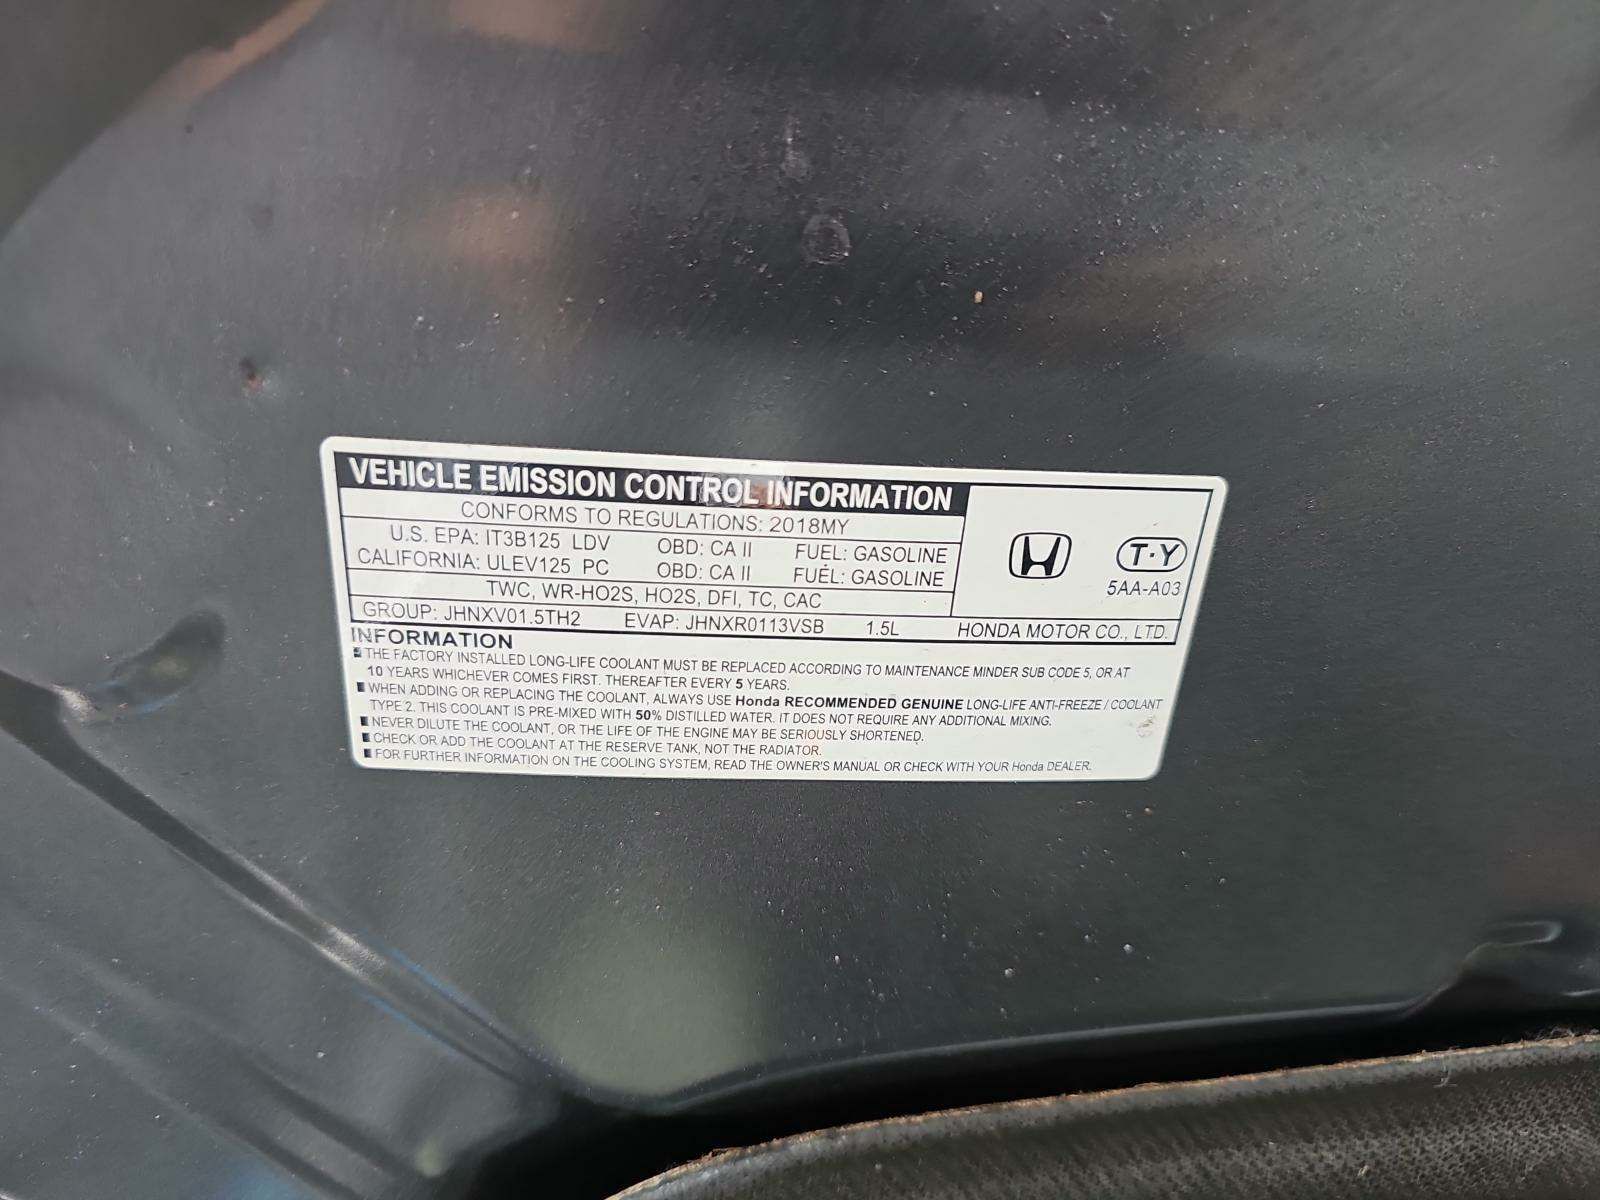 VEHICLE EMISSION CONTROL INFORMATION
CONFORMS TO REGULATIONS: 2018MY
U.S. EPA: IT3B125 LDV OBD: CA II FUEL: GASOLINE
CALIFORNIA: ULEV125 PC OBD: CA II FUEL: GASOLINE
TWC, WR-HO2S, HO2S, DFI, TC, CAC
T·Y
5AA-A03
GROUP: JHNXV01.5TH2 EVAP: JHNXR0113VSB 1.5L HONDA MOTOR CO., LTD.
INFORMATION
THE FACTORY INSTALLED LONG-LIFE COOLANT MUST BE REPLACED ACCORDING TO MAINTENANCE MINDER SUB CODE 5, OR AT
10 YEARS WHICHEVER COMES FIRST. THEREAFTER EVERY 5 YEARS.
WHEN ADDING OR REPLACING THE COOLANT, ALWAYS USE Honda RECOMMENDED GENUINE LONG-LIFE ANTI-FREEZE / COOLANT
TYPE 2. THIS COOLANT IS PRE-MIXED WITH 50% DISTILLED WATER. IT DOES NOT REQUIRE ANY ADDITIONAL MIXING.
NEVER DILUTE THE COOLANT, OR THE LIFE OF THE ENGINE MAY BE SERIOUSLY SHORTENED.
CHECK OR ADD THE COOLANT AT THE RESERVE TANK, NOT THE RADIATOR.
FOR FURTHER INFORMATION ON THE COOLING SYSTEM, READ THE OWNER'S MANUAL OR CHECK WITH YOUR Honda DEALER.